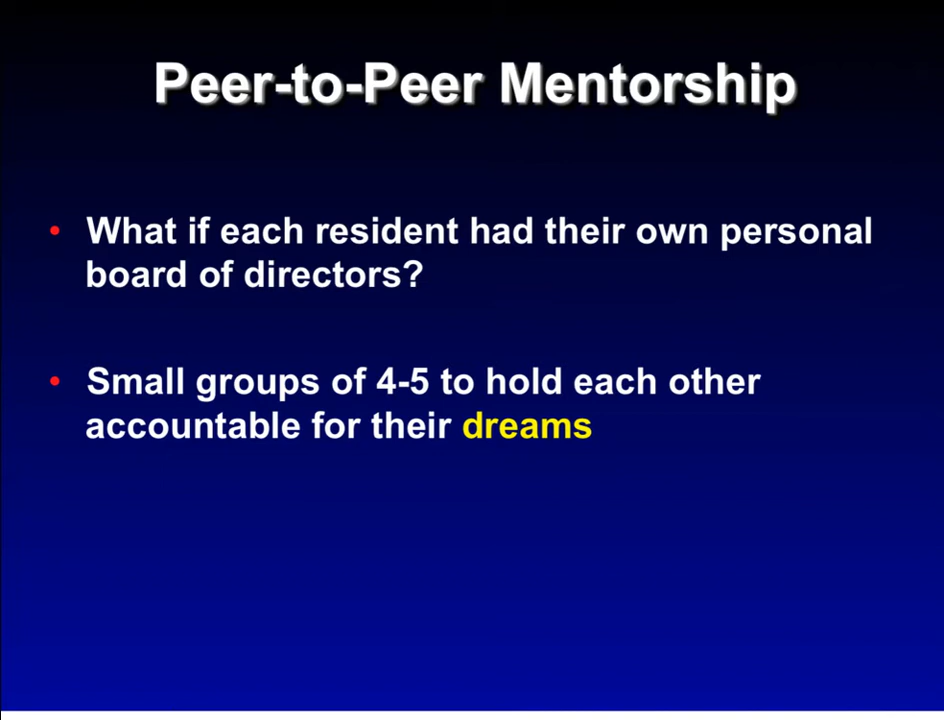 Peer-to-Peer Mentorship
• What if each resident had their own personal
board of directors?
• Small groups of 4-5 to hold each other
accountable for their dreams